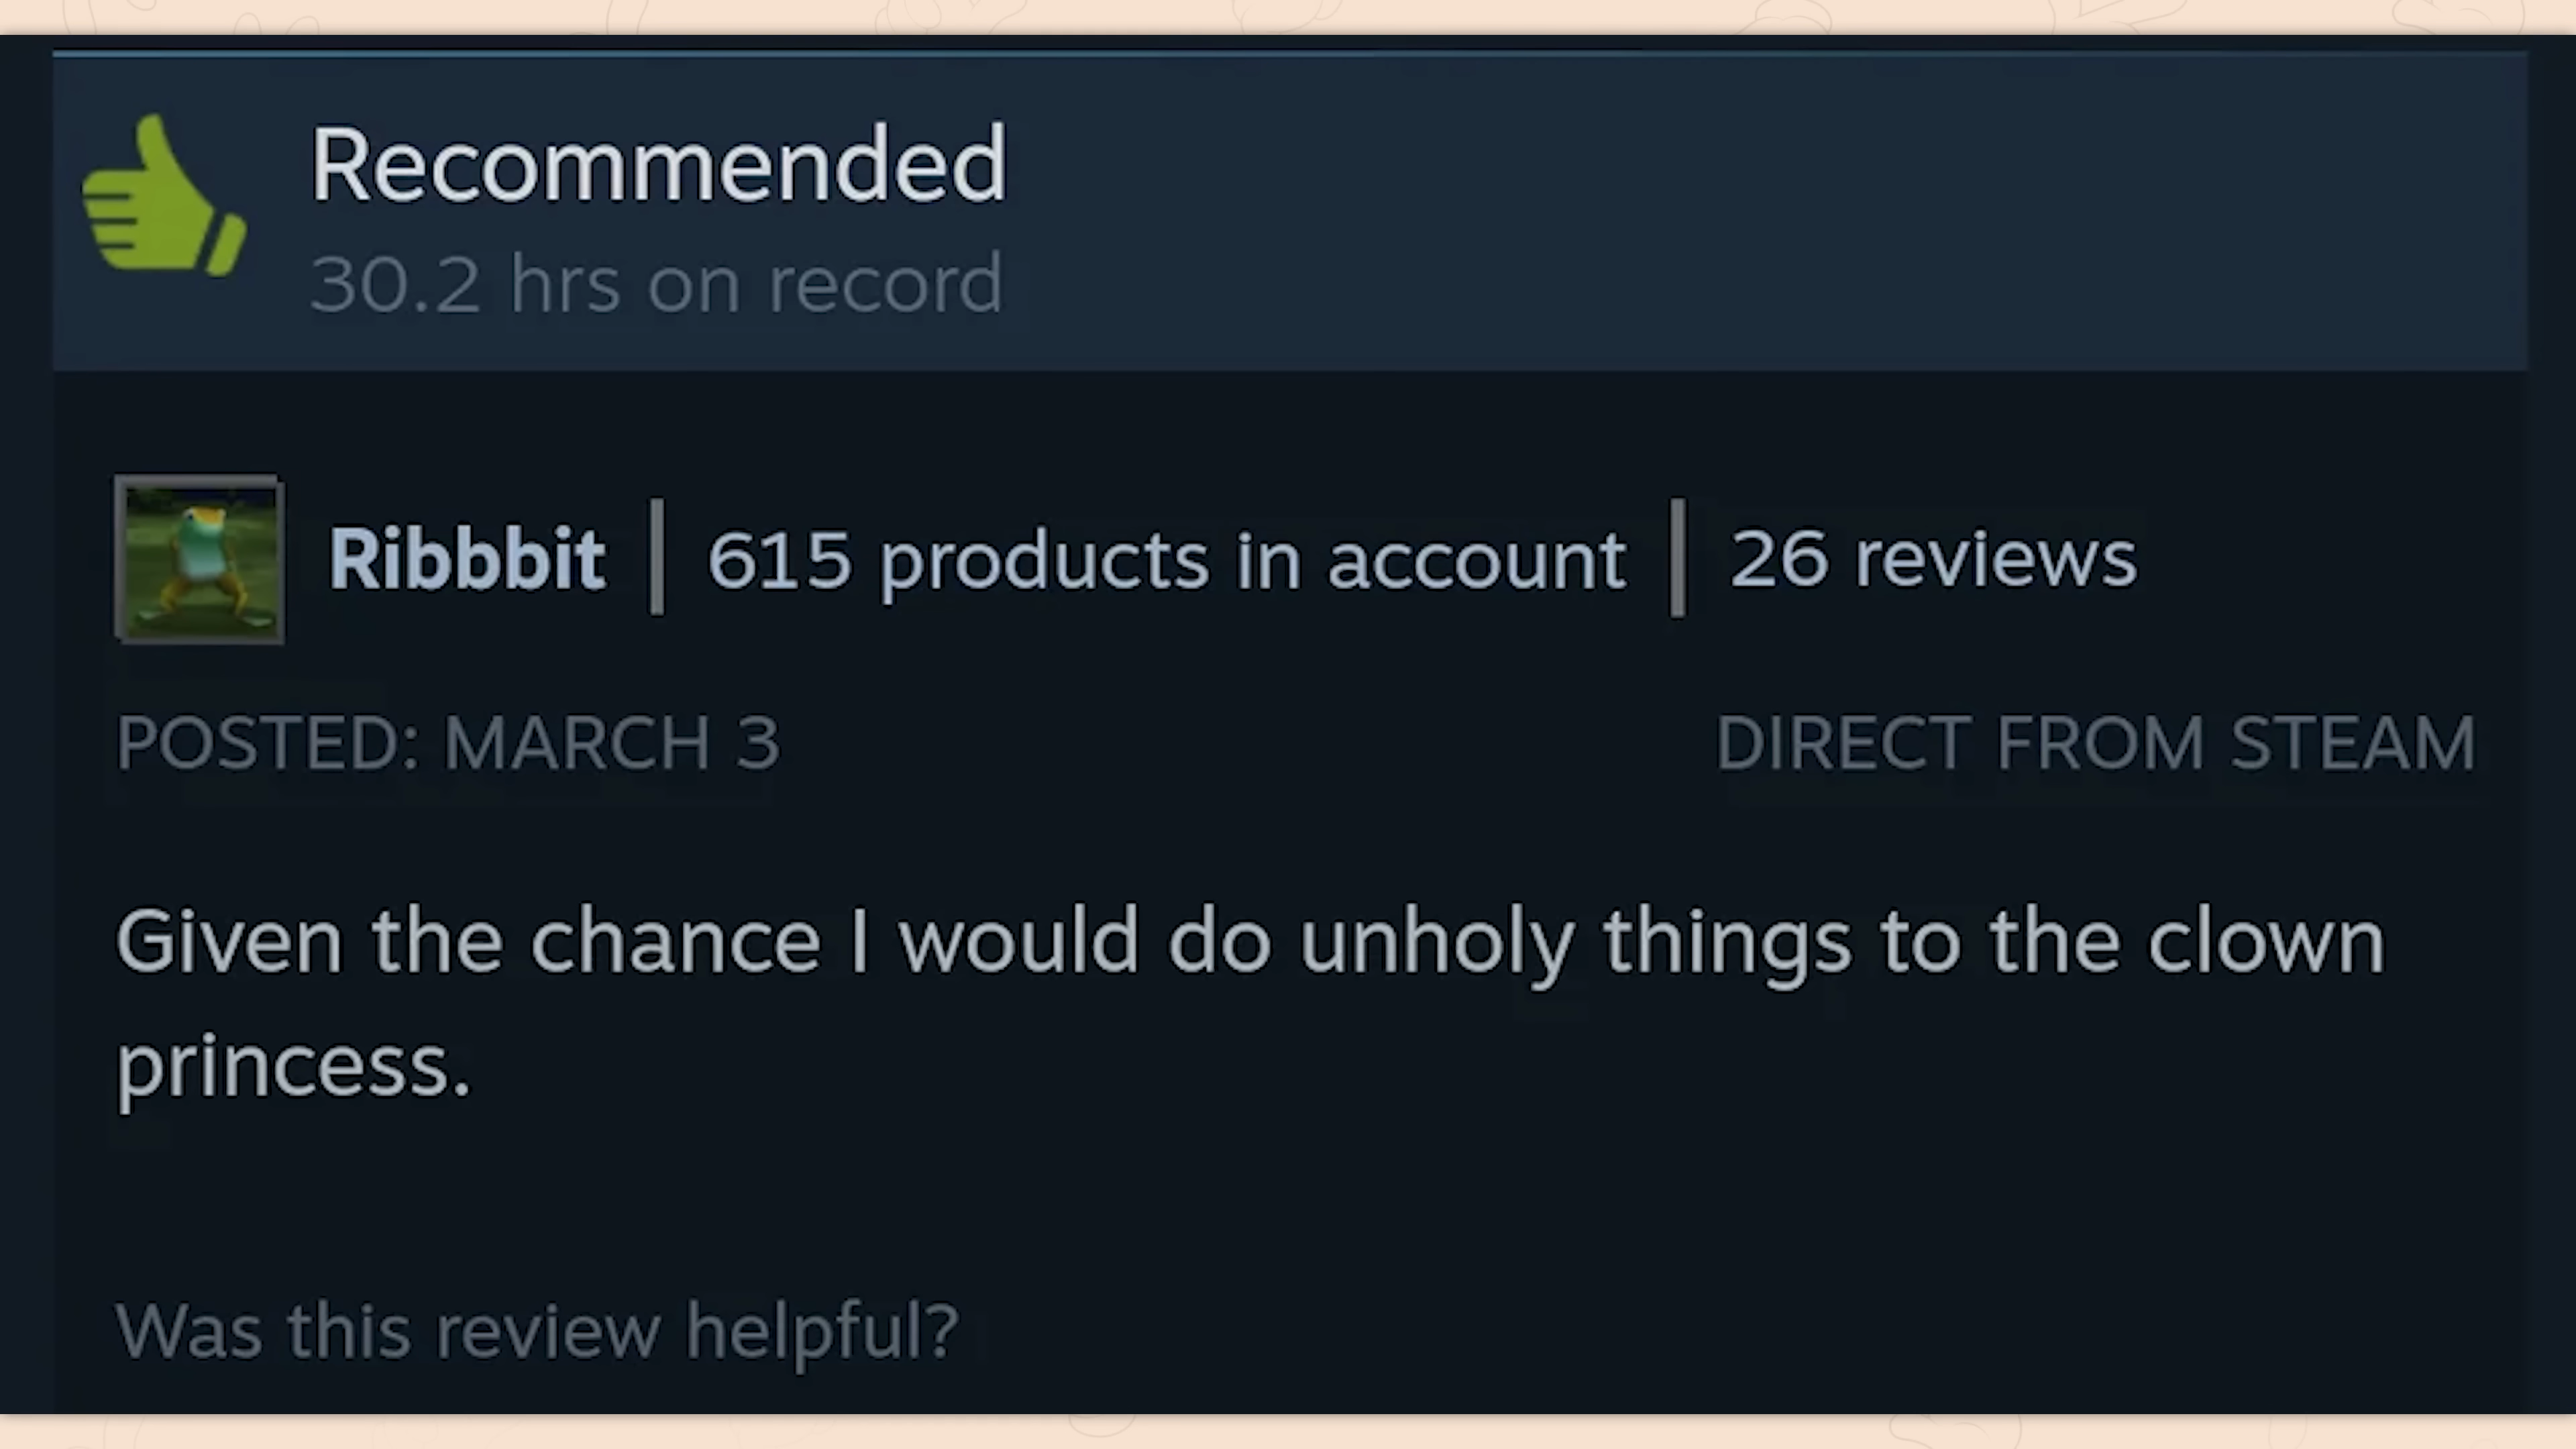 Recommended
30.2 hrs on record
Ribbbit | 615 products in account | 26 reviews
POSTED: MARCH 3 DIRECT FROM STEAM
Given the chance I would do unholy things to the clown
princess.
Was this review helpful?